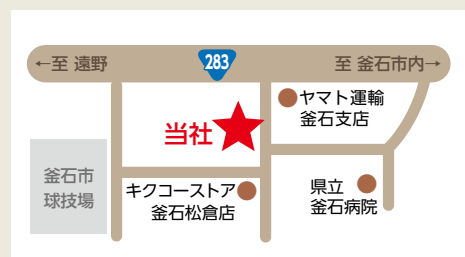 ←至 遠野
283
至 釜石市内→
ヤマト運輸
釜石支店
当社
釜石市
球技場
キクコーストア
釜石松倉店
県立
釜石病院